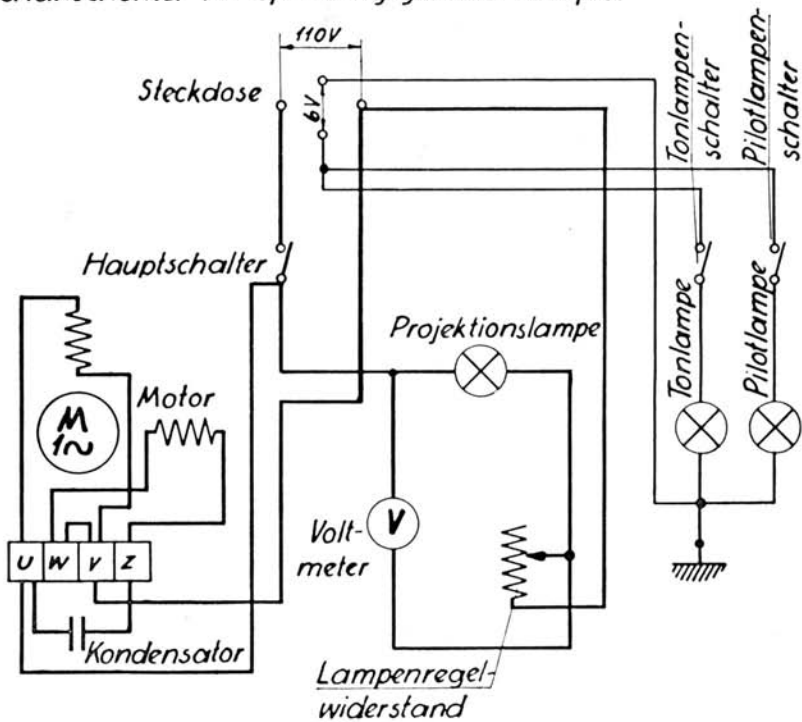 110V
Steckdose
6V
Tonlampen-
schalter
Pilotlampen-
schalter
Hauptschalter
Projektionslampe
Tonlampe
Pilotlampe
Motor
M
1~
U W V Z
V
Volt-
meter
Kondensator
Lampenregel-
widerstand